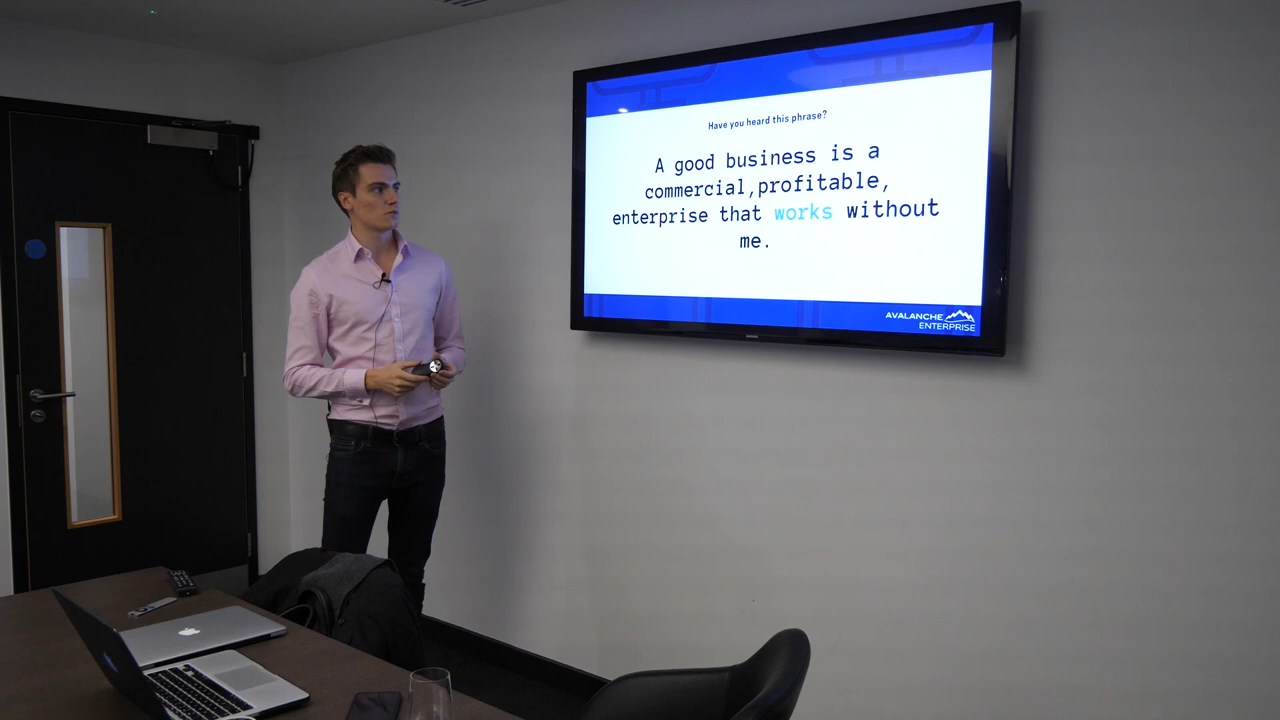 Have you heard this phrase?
A good business is a
commercial,profitable,
enterprise that works without
me.
AVALANCHE
ENTERPRISE